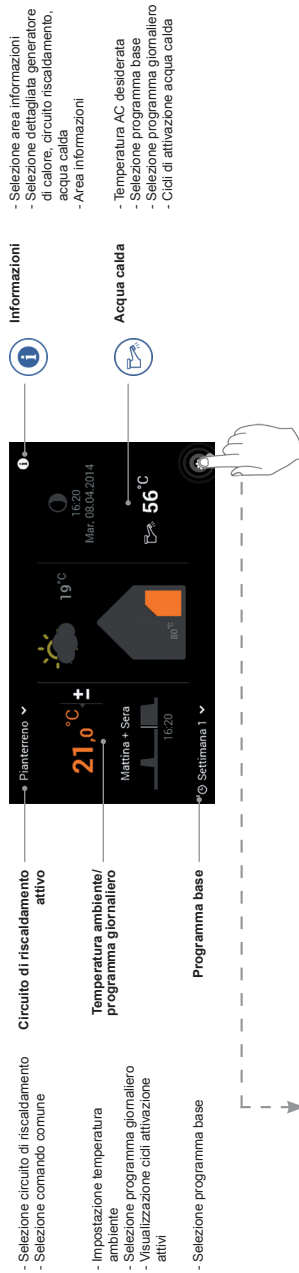 - Selezione circuito di riscaldamento
- Selezione comando comune
Circuito di riscaldamento
attivo
- Impostazione temperatura
ambiente
- Selezione programma giornaliero
- Visualizzazione cicli attivazione
attivi
Temperatura ambiente/
programma giornaliero
- Selezione programma base
Programma base
Pianterreno
21,0°C ±
Mattina + Sera
16:20
Settimana 1
19°C
80°C
i
16:20
Mar, 08.04.2014
56°C
i
Informazioni
- Selezione area informazioni
- Selezione dettagliata generatore
di calore, circuito riscaldamento,
acqua calda
- Area informazioni
Acqua calda
- Temperatura AC desiderata
- Selezione programma base
- Selezione programma giornaliero
- Cicli di attivazione acqua calda